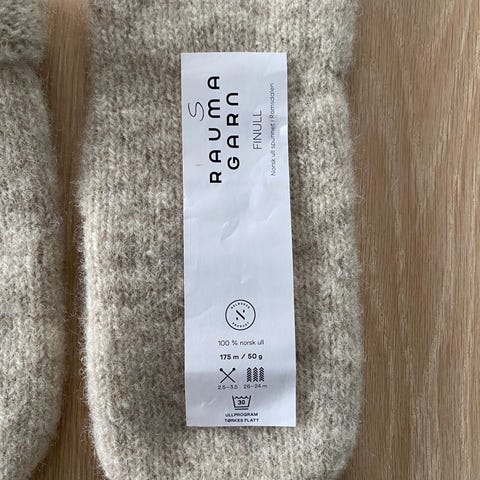 S
RAUMA
GARN
FINULL
Norsk ull spunnet i Romsdalen
100 % norsk ull
175 m / 50 g
2.5–3.5 26–24 m
30
ULLPROGRAM
TØRKES FLATT